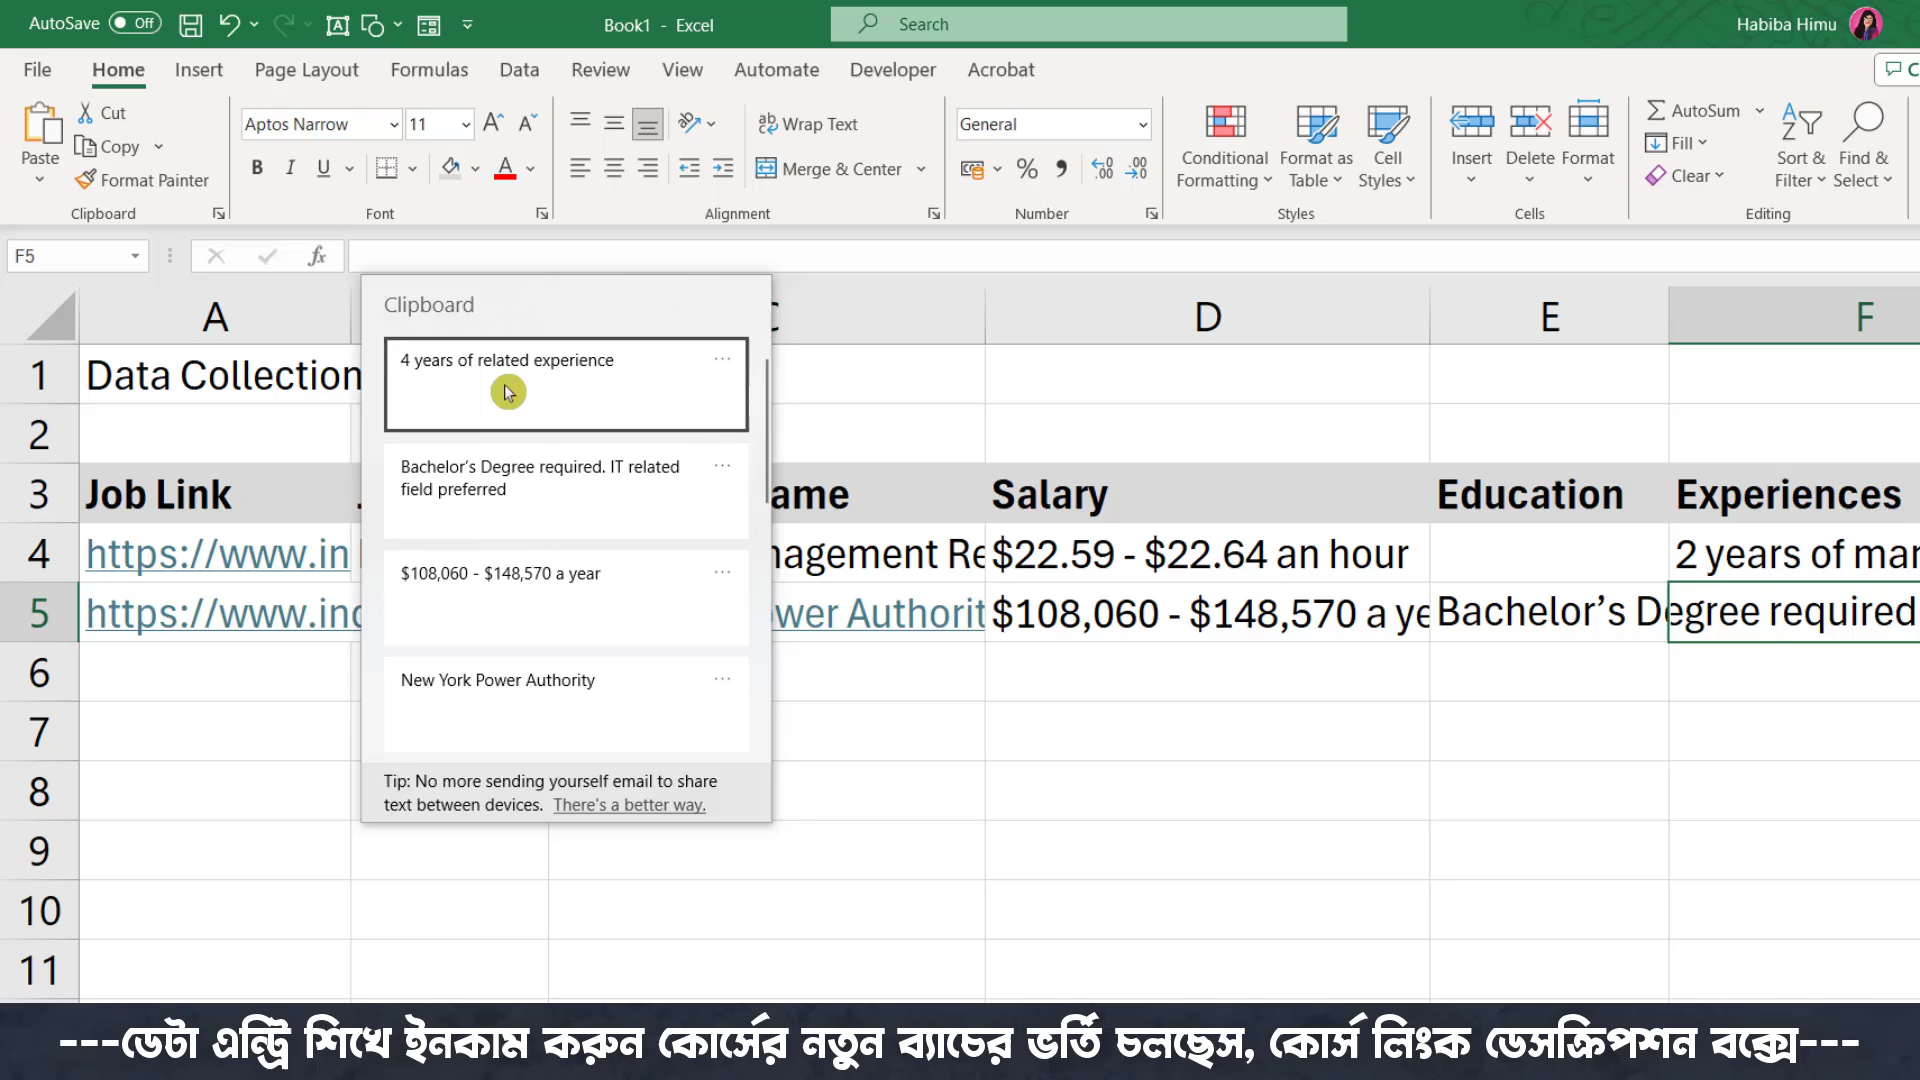 AutoSave Off Book1 - Excel Search Habiba Himu
File Home Insert Page Layout Formulas Data Review View Automate Developer Acrobat
Paste Cut Copy Format Painter
Clipboard
Aptos Narrow 11
B I U A
Font
Wrap Text
Merge & Center
Alignment
General
% 
Number
Conditional Formatting
Format as Table
Cell Styles
Styles
Insert Delete Format
Cells
AutoSum
Fill
Clear
Sort & Filter
Find & Select
Editing
F5 fx
A D E F
1 Data Collection
2
3 Job Link ame Salary Education Experiences
4 https://www.in nagement Re $22.59 - $22.64 an hour 2 years of mar
5 https://www.inc wer Authorit $108,060 - $148,570 a ye Bachelor’s Degree required
6
7
8
9
10
11
Clipboard
4 years of related experience
Bachelor’s Degree required. IT related
field preferred
$108,060 - $148,570 a year
New York Power Authority
Tip: No more sending yourself email to share
text between devices. There's a better way.
---ডেটা এন্ট্রি শিখে ইনকাম করুন কোর্সের নতুন ব্যাচের ভর্তি চলছেস, কোর্স লিংক ডেসক্রিপশন বক্সে---